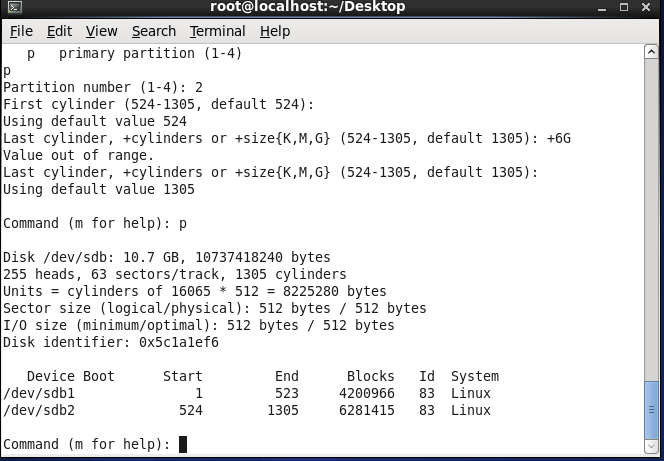 root@localhost:~/Desktop
File Edit View Search Terminal Help
p   primary partition (1-4)
p
Partition number (1-4): 2
First cylinder (524-1305, default 524):
Using default value 524
Last cylinder, +cylinders or +size{K,M,G} (524-1305, default 1305): +6G
Value out of range.
Last cylinder, +cylinders or +size{K,M,G} (524-1305, default 1305):
Using default value 1305
Command (m for help): p
Disk /dev/sdb: 10.7 GB, 10737418240 bytes
255 heads, 63 sectors/track, 1305 cylinders
Units = cylinders of 16065 * 512 = 8225280 bytes
Sector size (logical/physical): 512 bytes / 512 bytes
I/O size (minimum/optimal): 512 bytes / 512 bytes
Disk identifier: 0x5c1a1ef6
   Device Boot      Start         End      Blocks   Id  System
/dev/sdb1               1         523     4200966   83  Linux
/dev/sdb2             524        1305     6281415   83  Linux
Command (m for help):